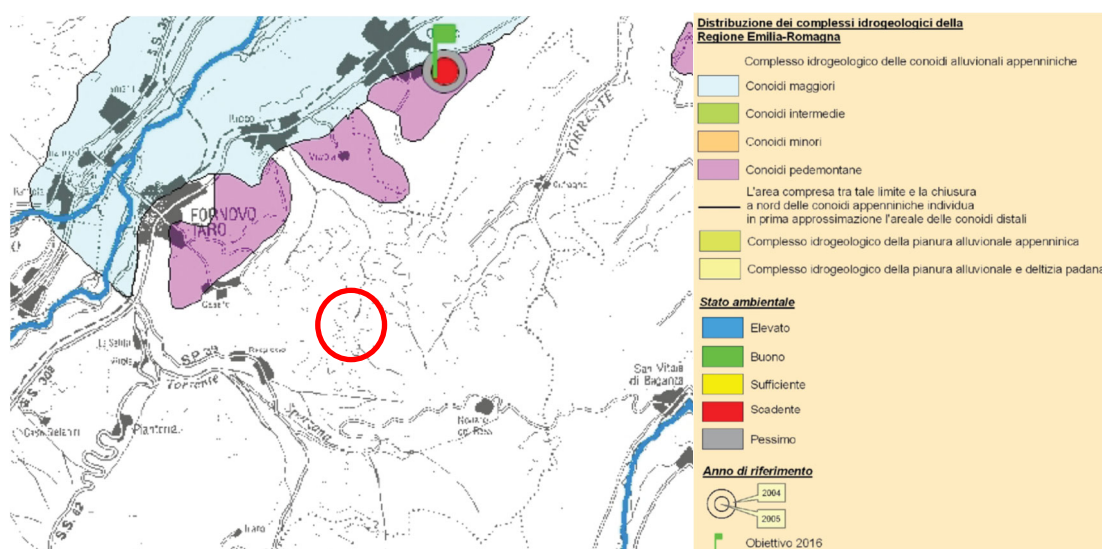 TORRENTE
FORNOVO
TARO
S.P. 39
Torrente
Sporzana
San Vitale
di Baganza
S.S. 308
Piantonia
S.S. 62
Distribuzione dei complessi idrogeologici della
Regione Emilia-Romagna
Complesso idrogeologico delle conoidi alluvionali appenniniche
Conoidi maggiori
Conoidi intermedie
Conoidi minori
Conoidi pedemontane
L'area compresa tra tale limite e la chiusura
a nord delle conoidi appenniniche individua
in prima approssimazione l'areale delle conoidi distali
Complesso idrogeologico della pianura alluvionale appenninica
Complesso idrogeologico della pianura alluvionale e deltizia padana
Stato ambientale
Elevato
Buono
Sufficiente
Scadente
Pessimo
Anno di riferimento
2004
2005
Obiettivo 2016